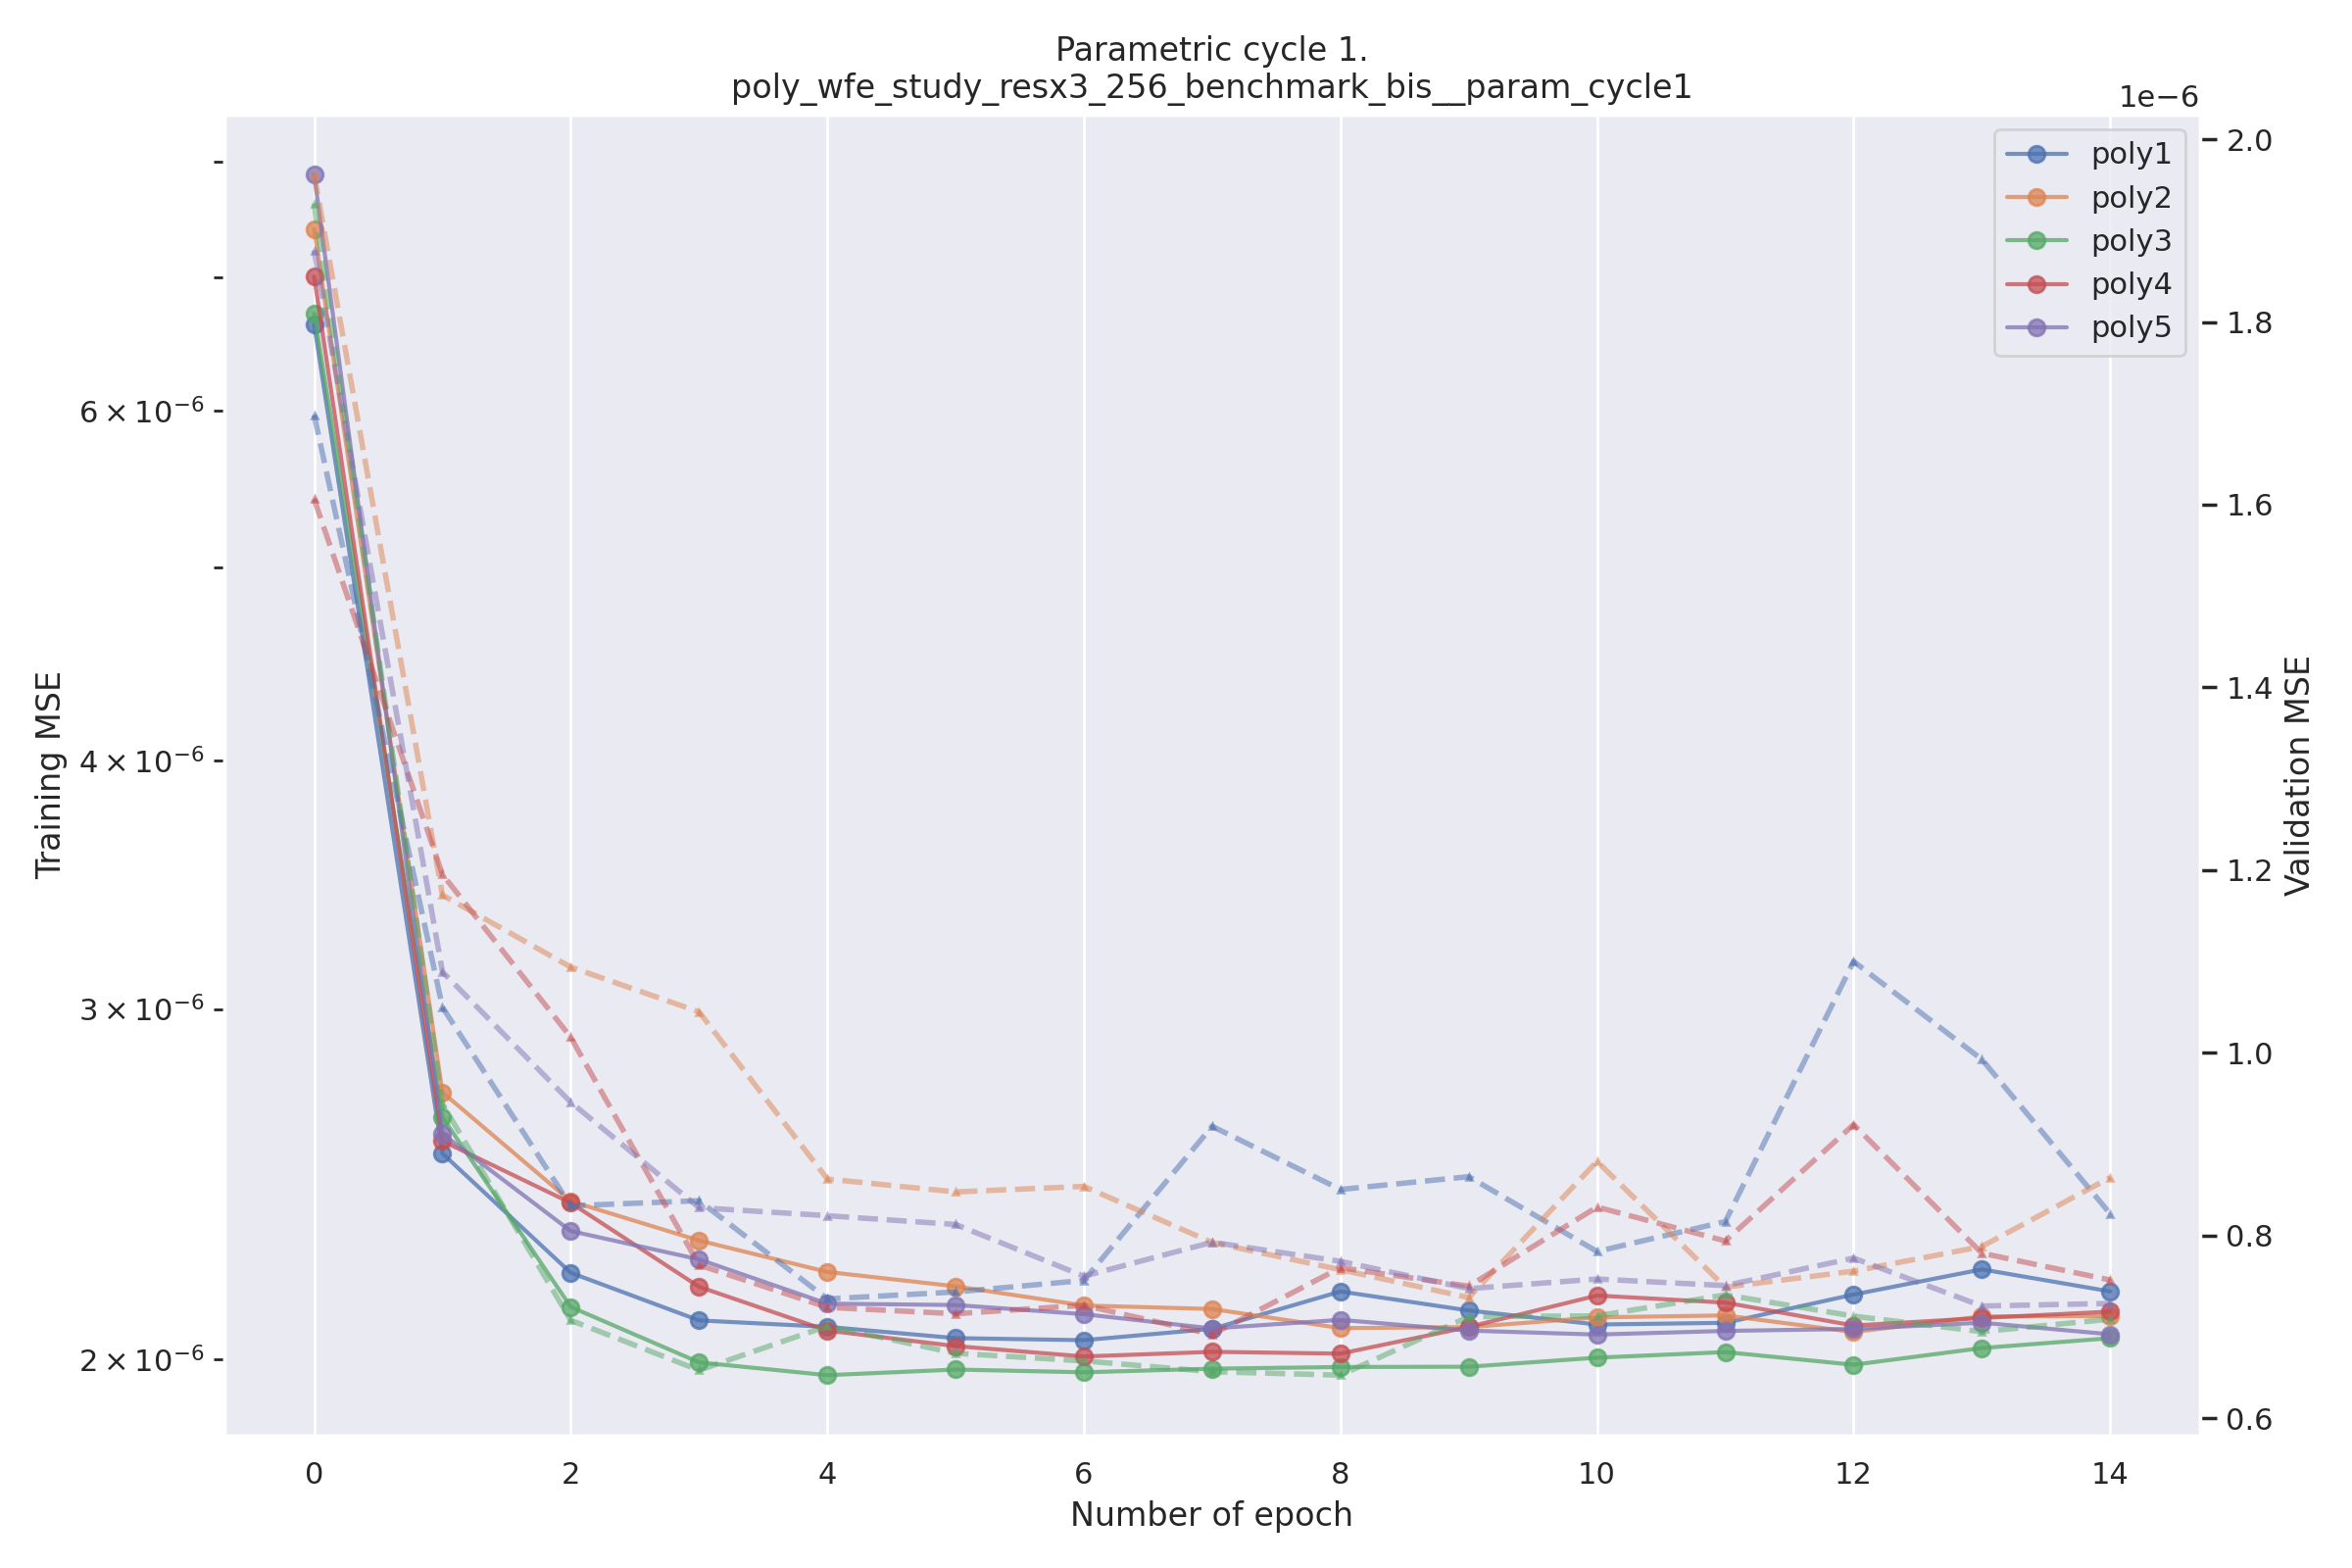 Parametric cycle 1.
poly_wfe_study_resx3_256_benchmark_bis__param_cycle1
1e−6
poly1
poly2
poly3
poly4
poly5
6 × 10⁻⁶
4 × 10⁻⁶
3 × 10⁻⁶
2 × 10⁻⁶
Training MSE
2.0
1.8
1.6
1.4
1.2
1.0
0.8
0.6
Validation MSE
0 2 4 6 8 10 12 14
Number of epoch